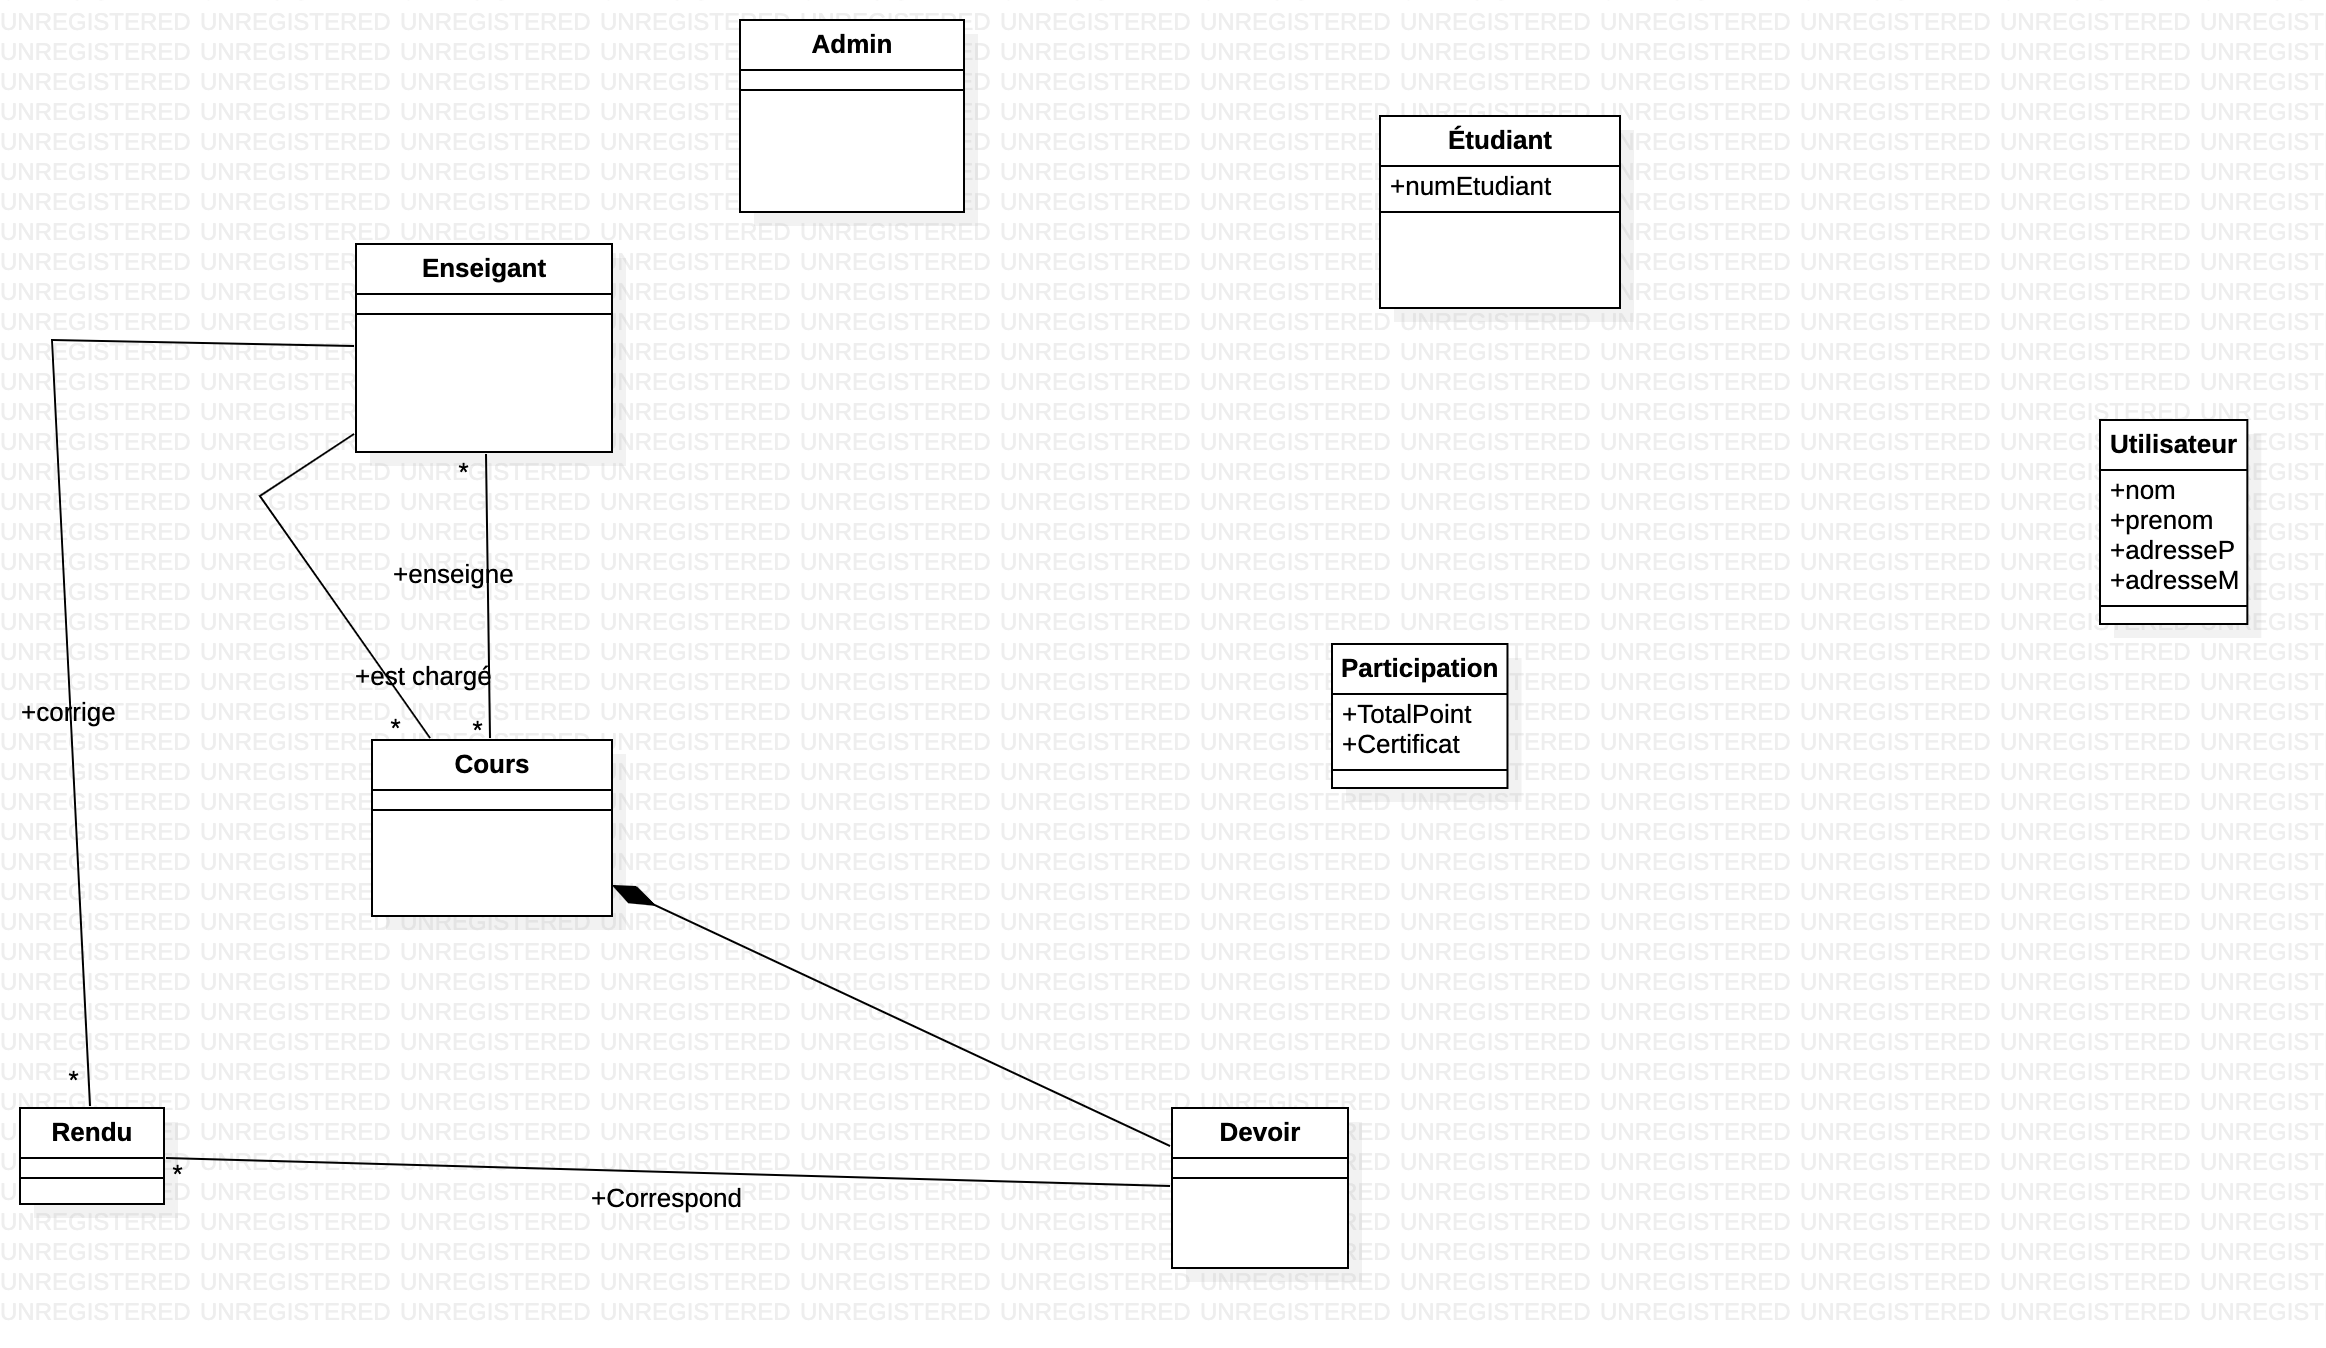 Admin
Étudiant
+numEtudiant
Enseigant
*
+enseigne
+est chargé
*
*
+corrige
*
Utilisateur
+nom
+prenom
+adresseP
+adresseM
Participation
+TotalPoint
+Certificat
Cours
Rendu
*
+Correspond
Devoir
UNREGISTERED